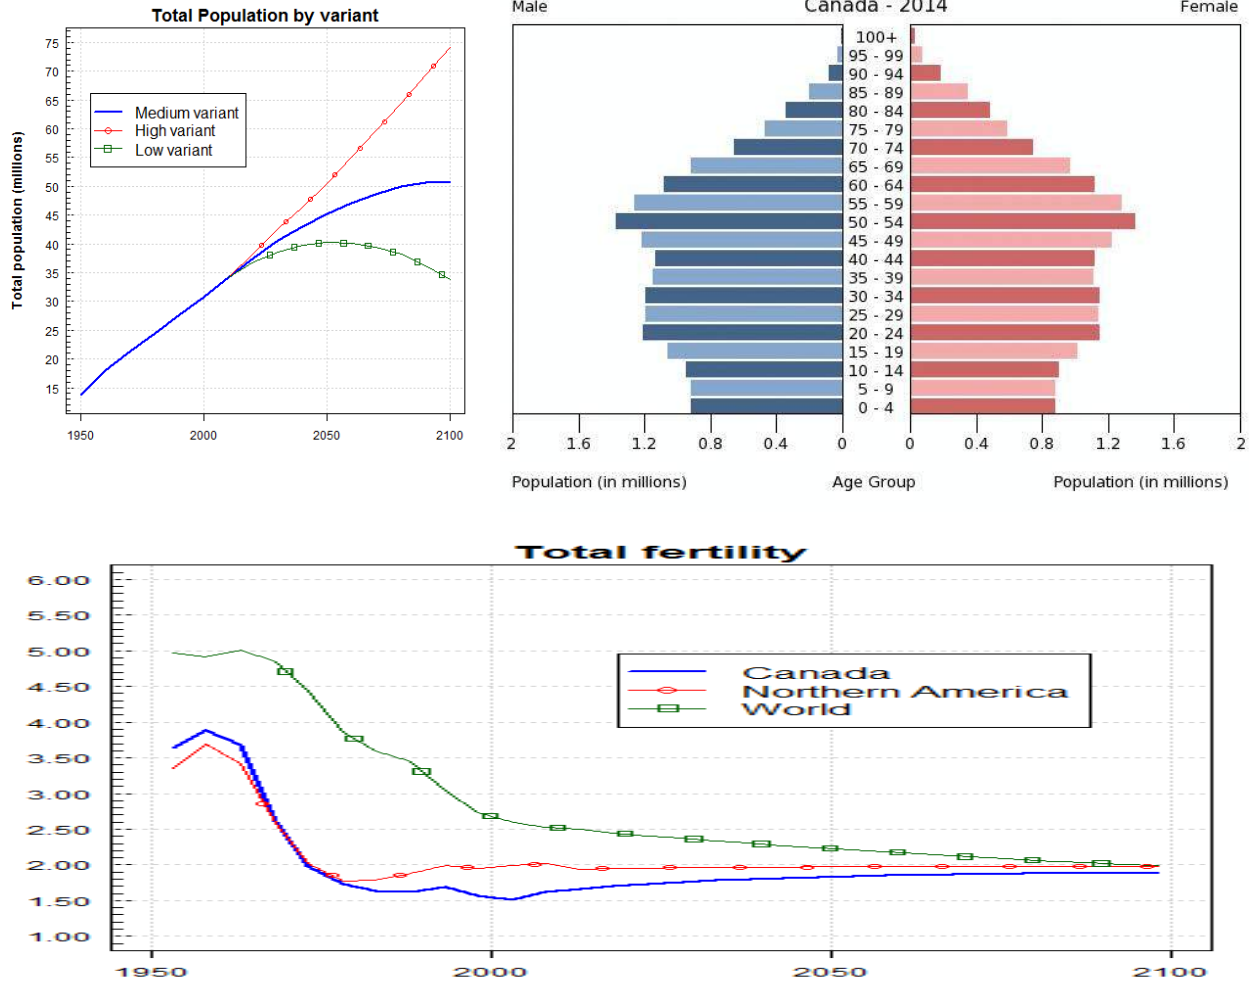 Total Population by variant
Total population (millions)
75
70
65
60
55
50
45
40
35
30
25
20
15
Medium variant
High variant
Low variant
1950 2000 2050 2100
Male Canada - 2014 Female
100+
95 - 99
90 - 94
85 - 89
80 - 84
75 - 79
70 - 74
65 - 69
60 - 64
55 - 59
50 - 54
45 - 49
40 - 44
35 - 39
30 - 34
25 - 29
20 - 24
15 - 19
10 - 14
5 - 9
0 - 4
2 1.6 1.2 0.8 0.4 0 0 0.4 0.8 1.2 1.6 2
Population (in millions) Age Group Population (in millions)
Total fertility
6.00
5.50
5.00
4.50
4.00
3.50
3.00
2.50
2.00
1.50
1.00
Canada
Northern America
World
1950 2000 2050 2100